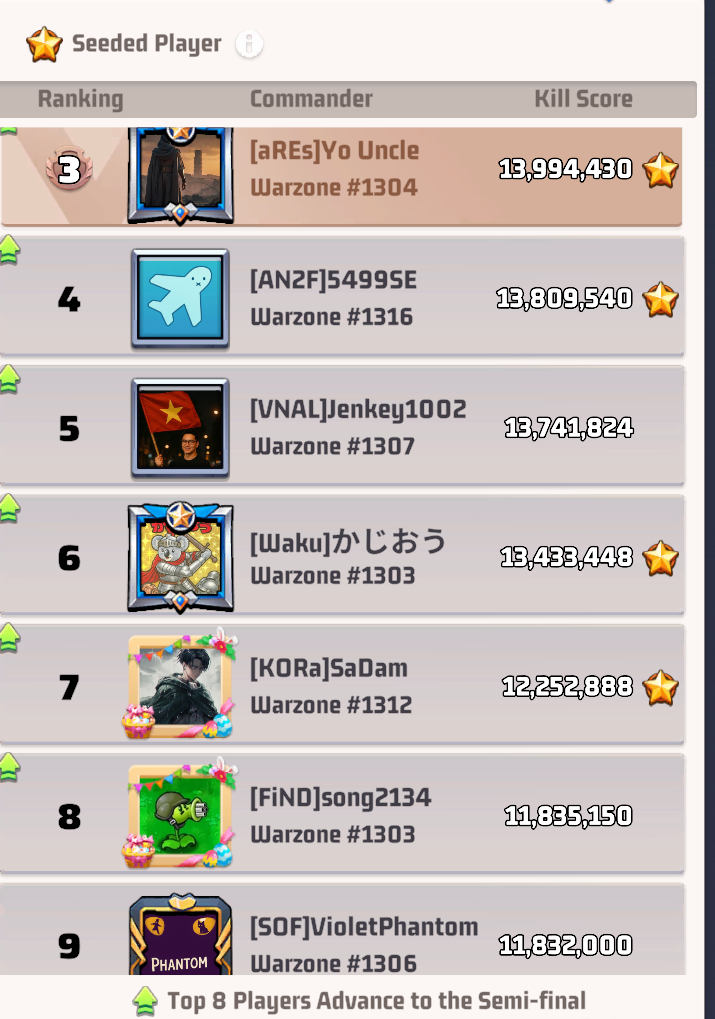 Seeded Player
Ranking Commander Kill Score
3 [aREs]Yo Uncle 13,994,430
Warzone #1304
4 [AN2F]5499SE 13,809,540
Warzone #1316
5 [VNAL]Jenkey1002 13,741,824
Warzone #1307
6 [Waku]かじおう 13,433,448
Warzone #1303
7 [KORa]SaDam 12,252,888
Warzone #1312
8 [FiND]song2134 11,835,150
Warzone #1303
9 [SOF]VioletPhantom 11,832,000
PHANTOM Warzone #1306
Top 8 Players Advance to the Semi-final